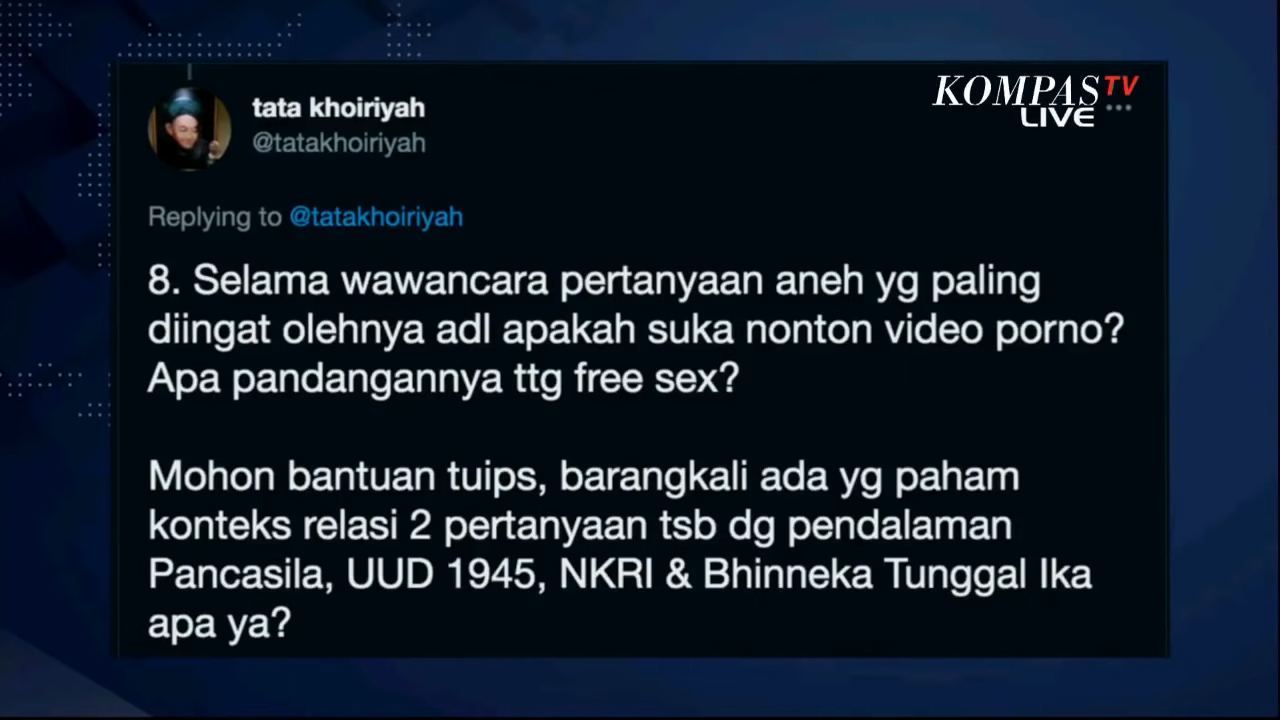 KOMPAS TV
LIVE
tata khoiriyah
@tatakhoiriyah
Replying to @tatakhoiriyah
8. Selama wawancara pertanyaan aneh yg paling
diingat olehnya adl apakah suka nonton video porno?
Apa pandangannya ttg free sex?
Mohon bantuan tuips, barangkali ada yg paham
konteks relasi 2 pertanyaan tsb dg pendalaman
Pancasila, UUD 1945, NKRI & Bhinneka Tunggal Ika
apa ya?